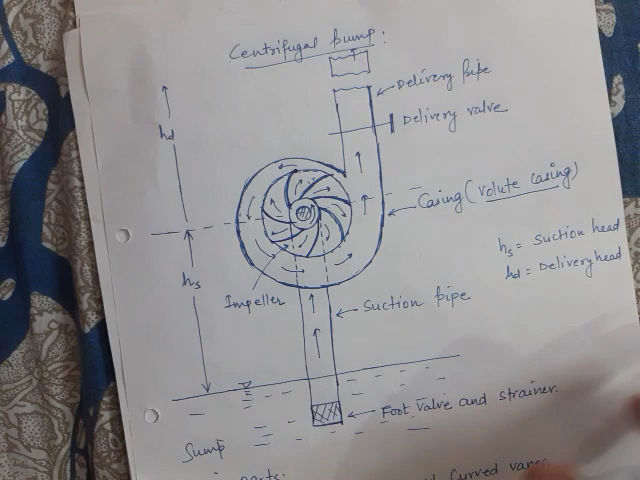 Centrifugal Pump:
Delivery pipe
Delivery valve
hd
Casing (volute casing)
hs = Suction head
hd = Delivery head
hs
Impeller
Suction pipe
Foot valve and strainer.
Sump
parts:
Curved vanes.